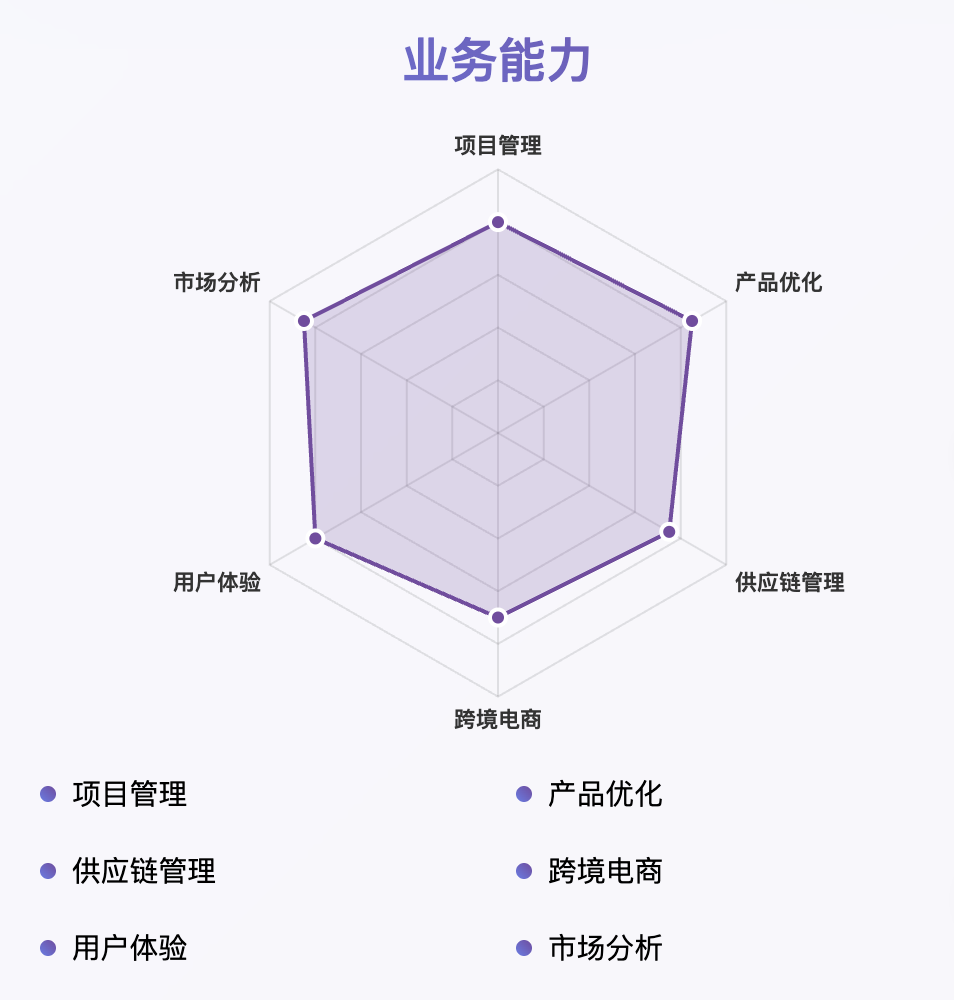 业务能力
项目管理
市场分析
产品优化
用户体验
供应链管理
跨境电商
项目管理
产品优化
供应链管理
跨境电商
用户体验
市场分析